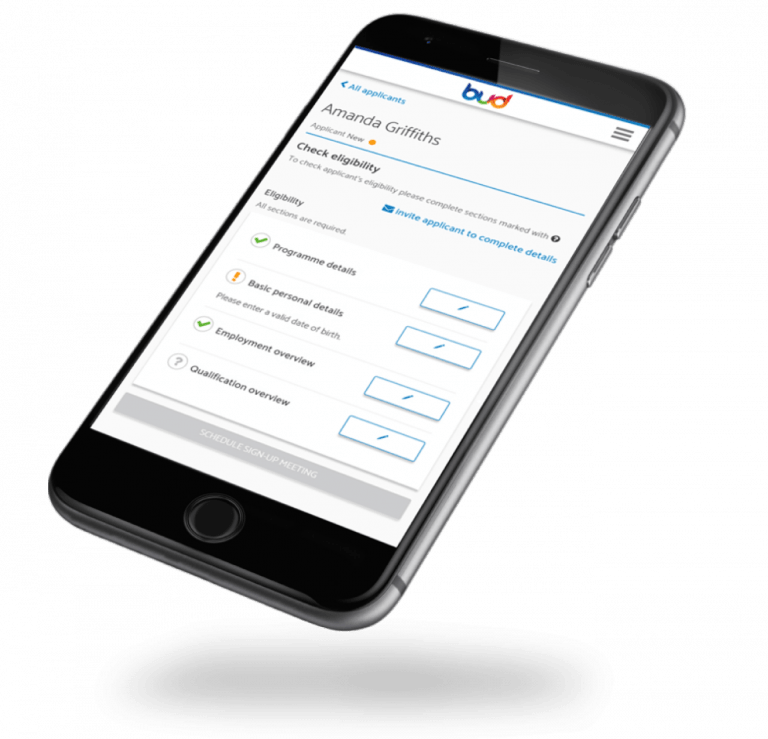 bud
All applicants
Amanda Griffiths
Applicant New
Check eligibility
To check applicant's eligibility please complete sections marked with ?
Invite applicant to complete details
Eligibility
All sections are required.
Programme details
Basic personal details
Please enter a valid date of birth.
Employment overview
Qualification overview
SCHEDULE SIGN-UP MEETING